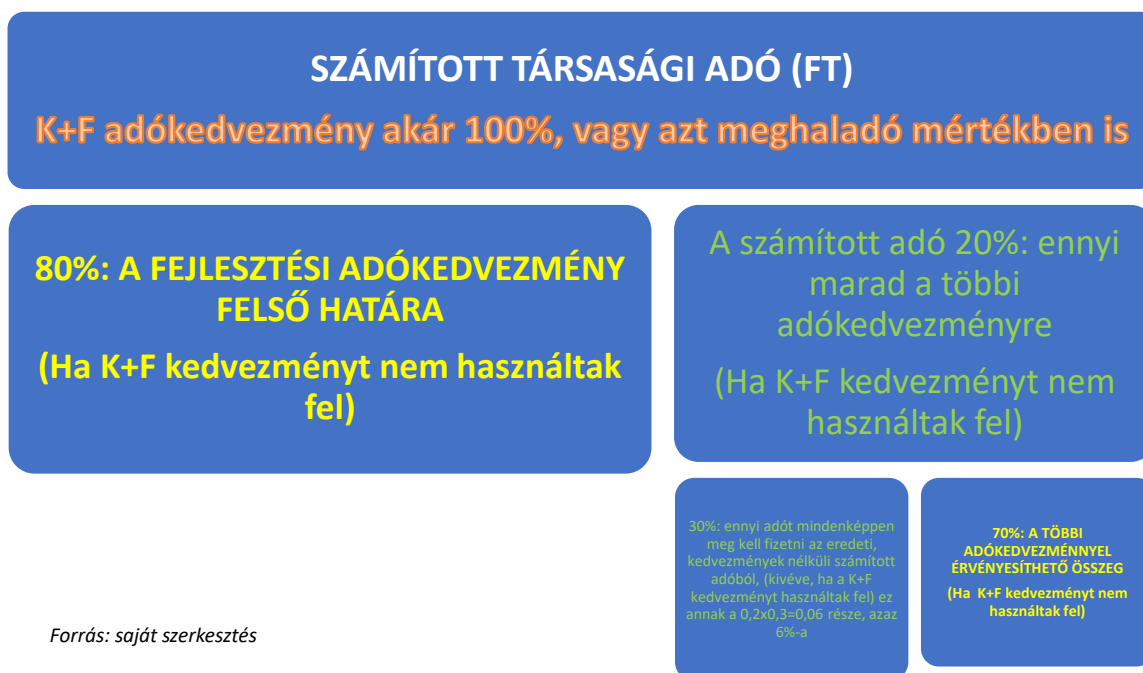 SZÁMÍTOTT TÁRSASÁGI ADÓ (FT)
K+F adókedvezmény akár 100%, vagy azt meghaladó mértékben is
80%: A FEJLESZTÉSI ADÓKEDVEZMÉNY
FELSŐ HATÁRA
(Ha K+F kedvezményt nem használtak
fel)
A számított adó 20%: ennyi
marad a többi
adókedvezményre
(Ha K+F kedvezményt nem
használtak fel)
30%: ennyi adót mindenképpen
meg kell fizetni az eredeti,
kedvezmények nélküli számított
adóból, (kivéve, ha a K+F
kedvezményt használtak fel) ez
annak a 0,2x0,3=0,06 része, azaz
6%-a
70%: A TÖBBI
ADÓKEDVEZMÉNNYEL
ÉRVÉNYESÍTHETŐ ÖSSZEG
(Ha K+F kedvezményt nem
használtak fel)
Forrás: saját szerkesztés